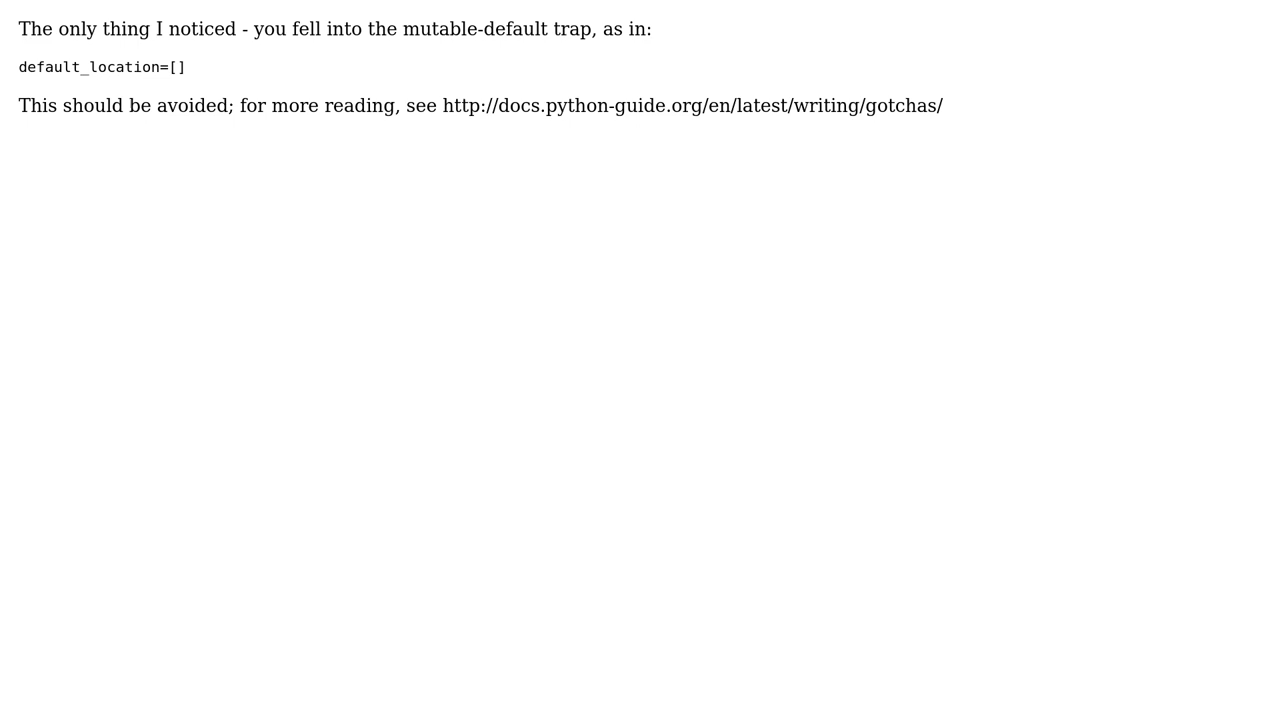 The only thing I noticed - you fell into the mutable-default trap, as in:
default_location=[]
This should be avoided; for more reading, see http://docs.python-guide.org/en/latest/writing/gotchas/